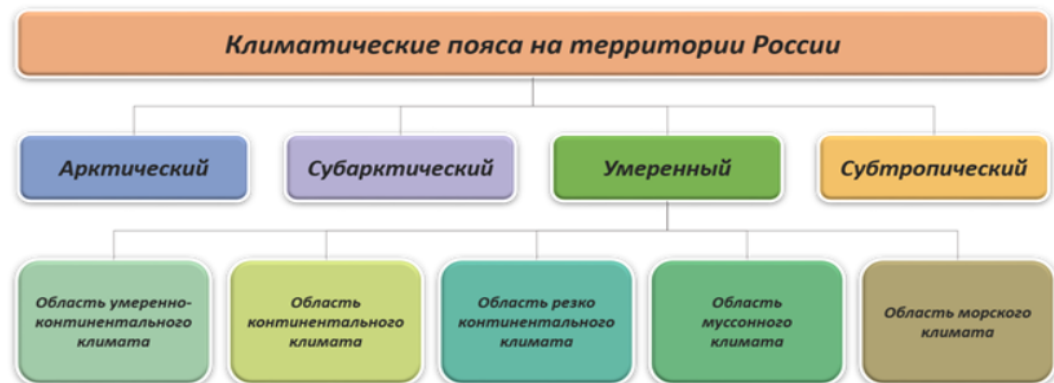 Климатические пояса на территории России
Арктический
Субарктический
Умеренный
Субтропический
Область умеренно-
континентального
климата
Область
континентального
климата
Область резко
континентального
климата
Область
муссонного
климата
Область морского
климата